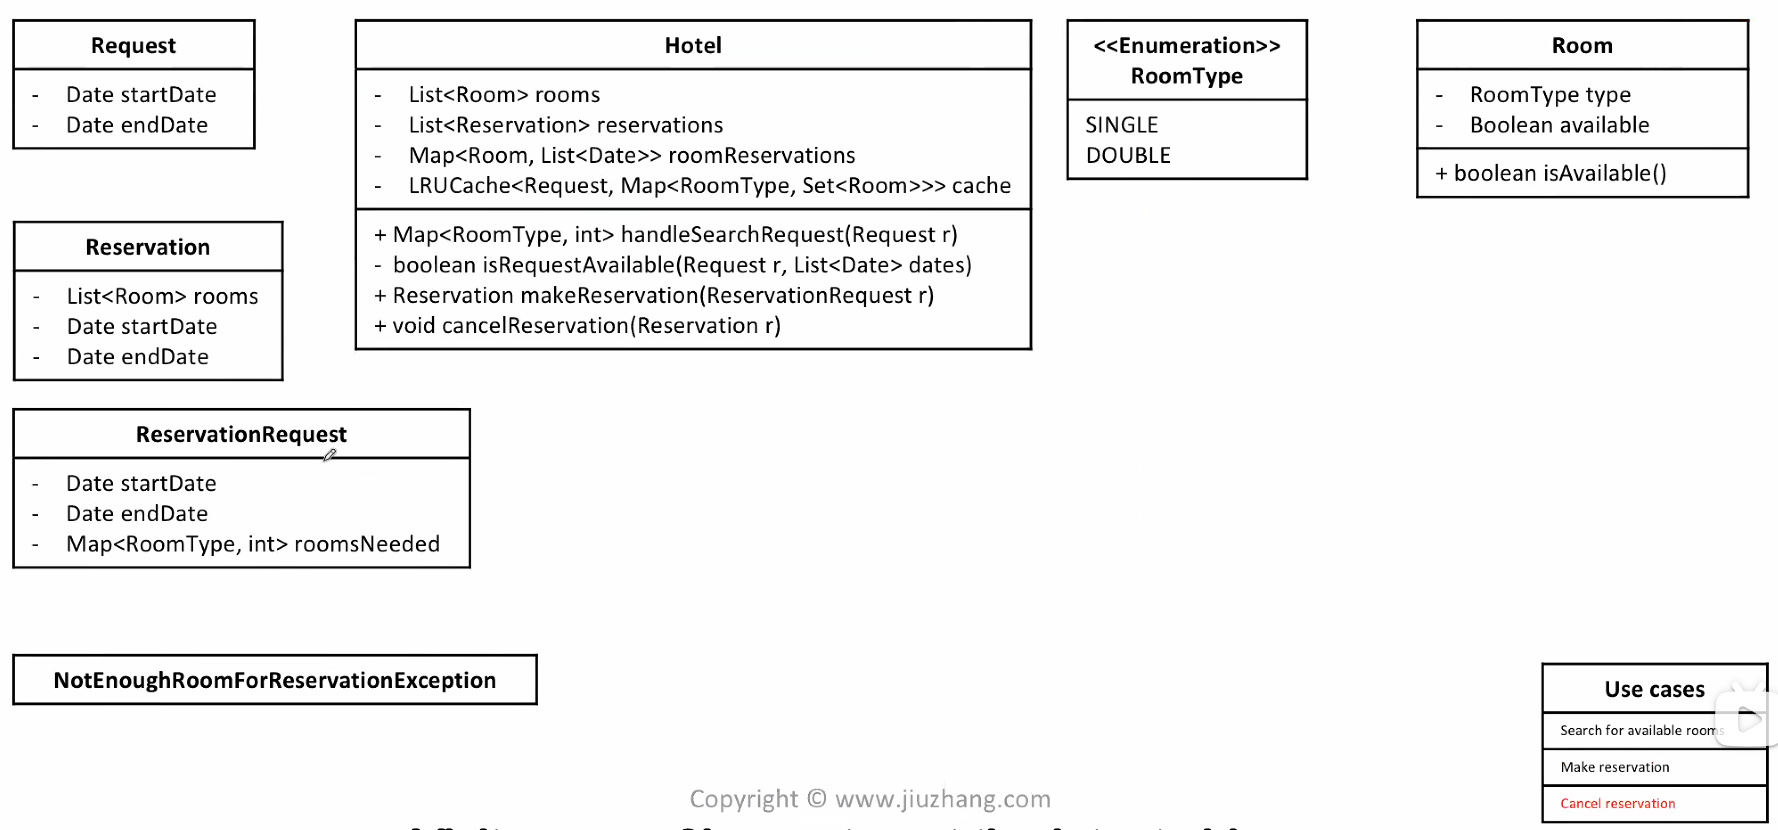 Request
- Date startDate
- Date endDate
Hotel
- List<Room> rooms
- List<Reservation> reservations
- Map<Room, List<Date>> roomReservations
- LRUCache<Request, Map<RoomType, Set<Room>>> cache
+ Map<RoomType, int> handleSearchRequest(Request r)
- boolean isRequestAvailable(Request r, List<Date> dates)
+ Reservation makeReservation(ReservationRequest r)
+ void cancelReservation(Reservation r)
<<Enumeration>>
RoomType
SINGLE
DOUBLE
Room
- RoomType type
- Boolean available
+ boolean isAvailable()
Reservation
- List<Room> rooms
- Date startDate
- Date endDate
ReservationRequest
- Date startDate
- Date endDate
- Map<RoomType, int> roomsNeeded
NotEnoughRoomForReservationException
Use cases
Search for available rooms
Make reservation
Cancel reservation
Copyright © www.jiuzhang.com